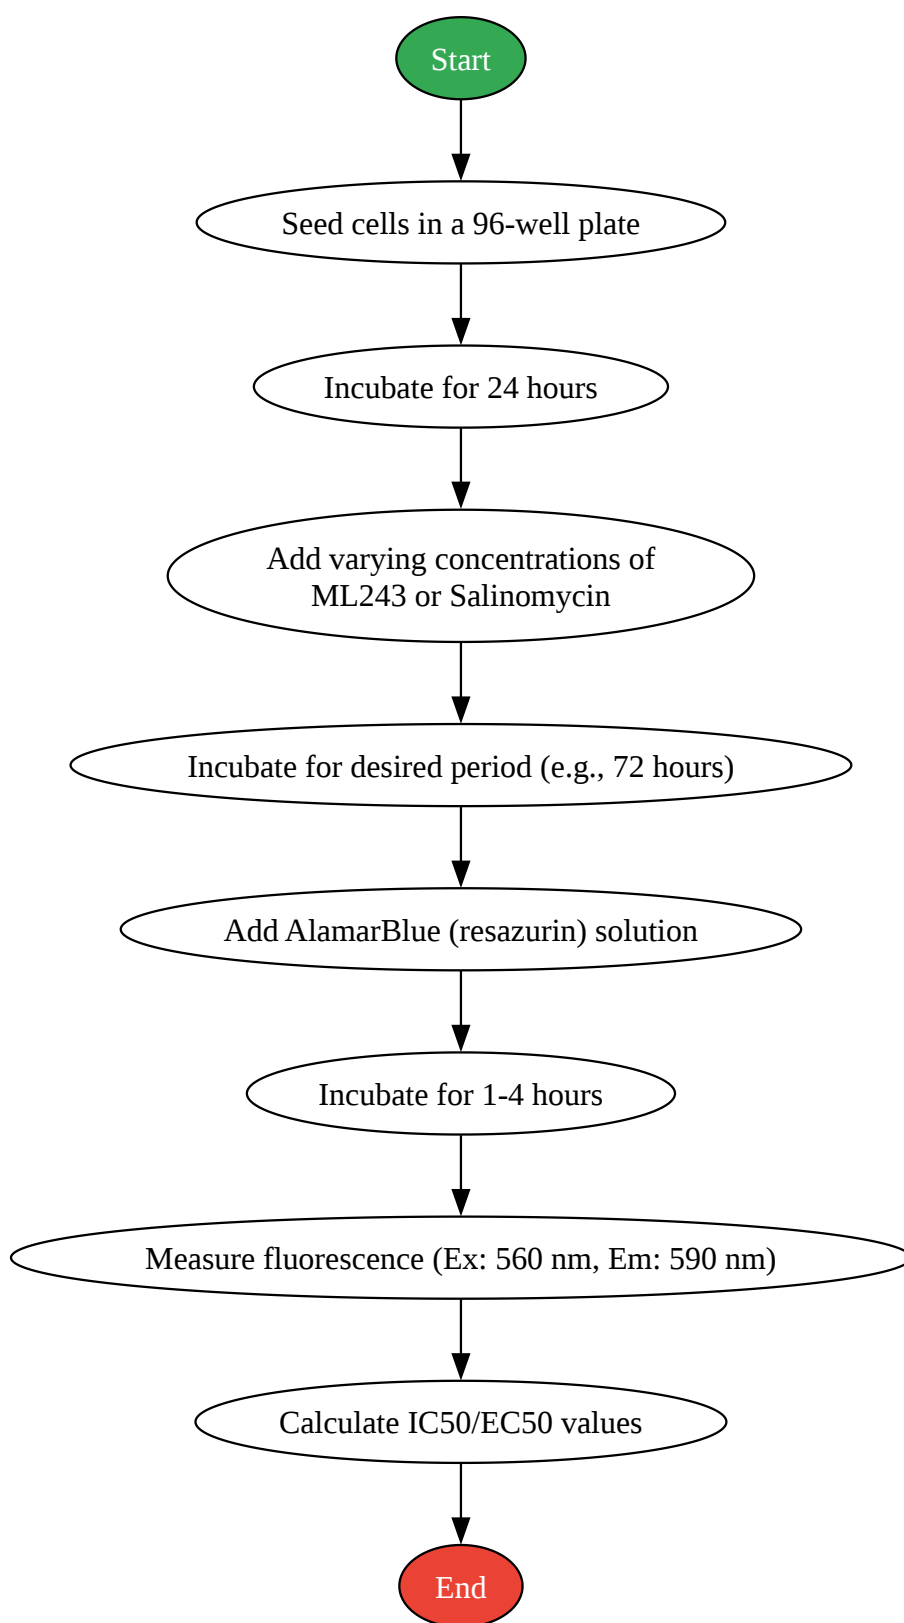 Start
Seed cells in a 96-well plate
Incubate for 24 hours
Add varying concentrations of
ML243 or Salinomycin
Incubate for desired period (e.g., 72 hours)
Add AlamarBlue (resazurin) solution
Incubate for 1-4 hours
Measure fluorescence (Ex: 560 nm, Em: 590 nm)
Calculate IC50/EC50 values
End